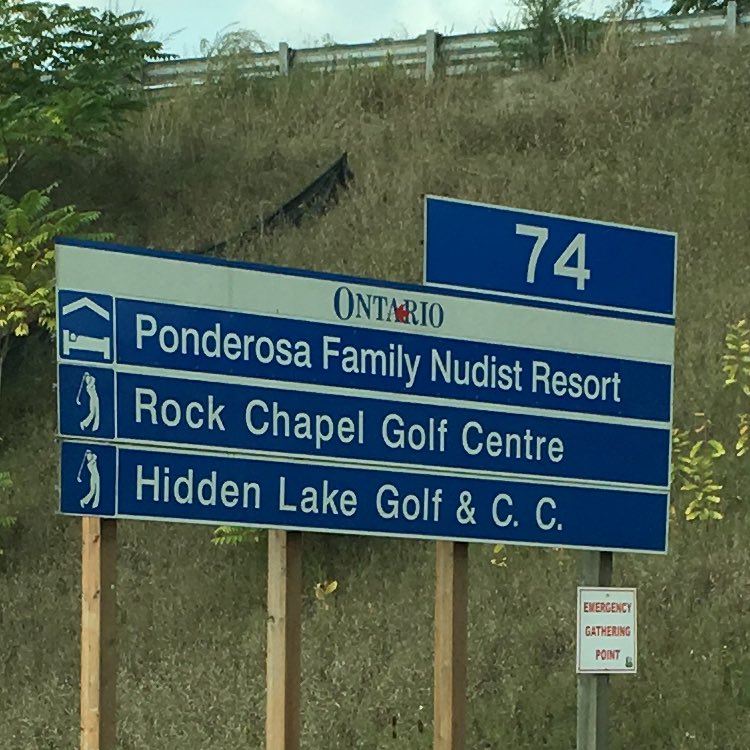 74
ONTARIO
Ponderosa Family Nudist Resort
Rock Chapel Golf Centre
Hidden Lake Golf & C. C.
EMERGENCY
GATHERING
POINT